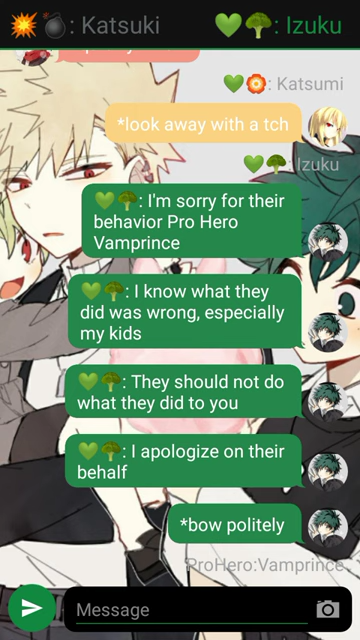 💥💣: Katsuki
💚🥦: Izuku
💚🏵️: Katsumi
*look away with a tch
💚🥦: Izuku
💚🥦: I'm sorry for their
behavior Pro Hero
Vamprince
💚🥦: I know what they
did was wrong, especially
my kids
💚🥦: They should not do
what they did to you
💚🥦: I apologize on their
behalf
*bow politely
ProHero:Vamprince
Message